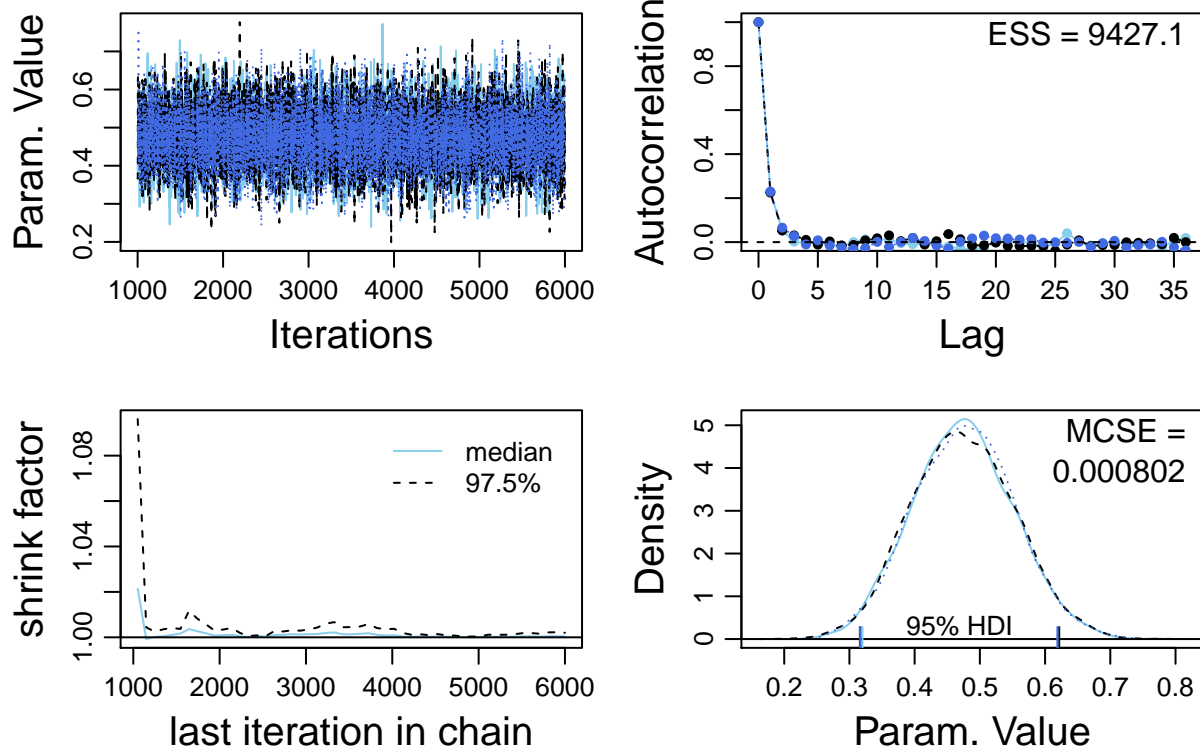 Param. Value
0.2 0.4 0.6
1000 2000 3000 4000 5000 6000
Iterations
Autocorrelation
0.0 0.4 0.8
ESS = 9427.1
0 5 10 15 20 25 30 35
Lag
shrink factor
1.00 1.04 1.08
median
97.5%
1000 2000 3000 4000 5000 6000
last iteration in chain
Density
0 1 2 3 4 5
MCSE =
0.000802
95% HDI
0.2 0.3 0.4 0.5 0.6 0.7 0.8
Param. Value